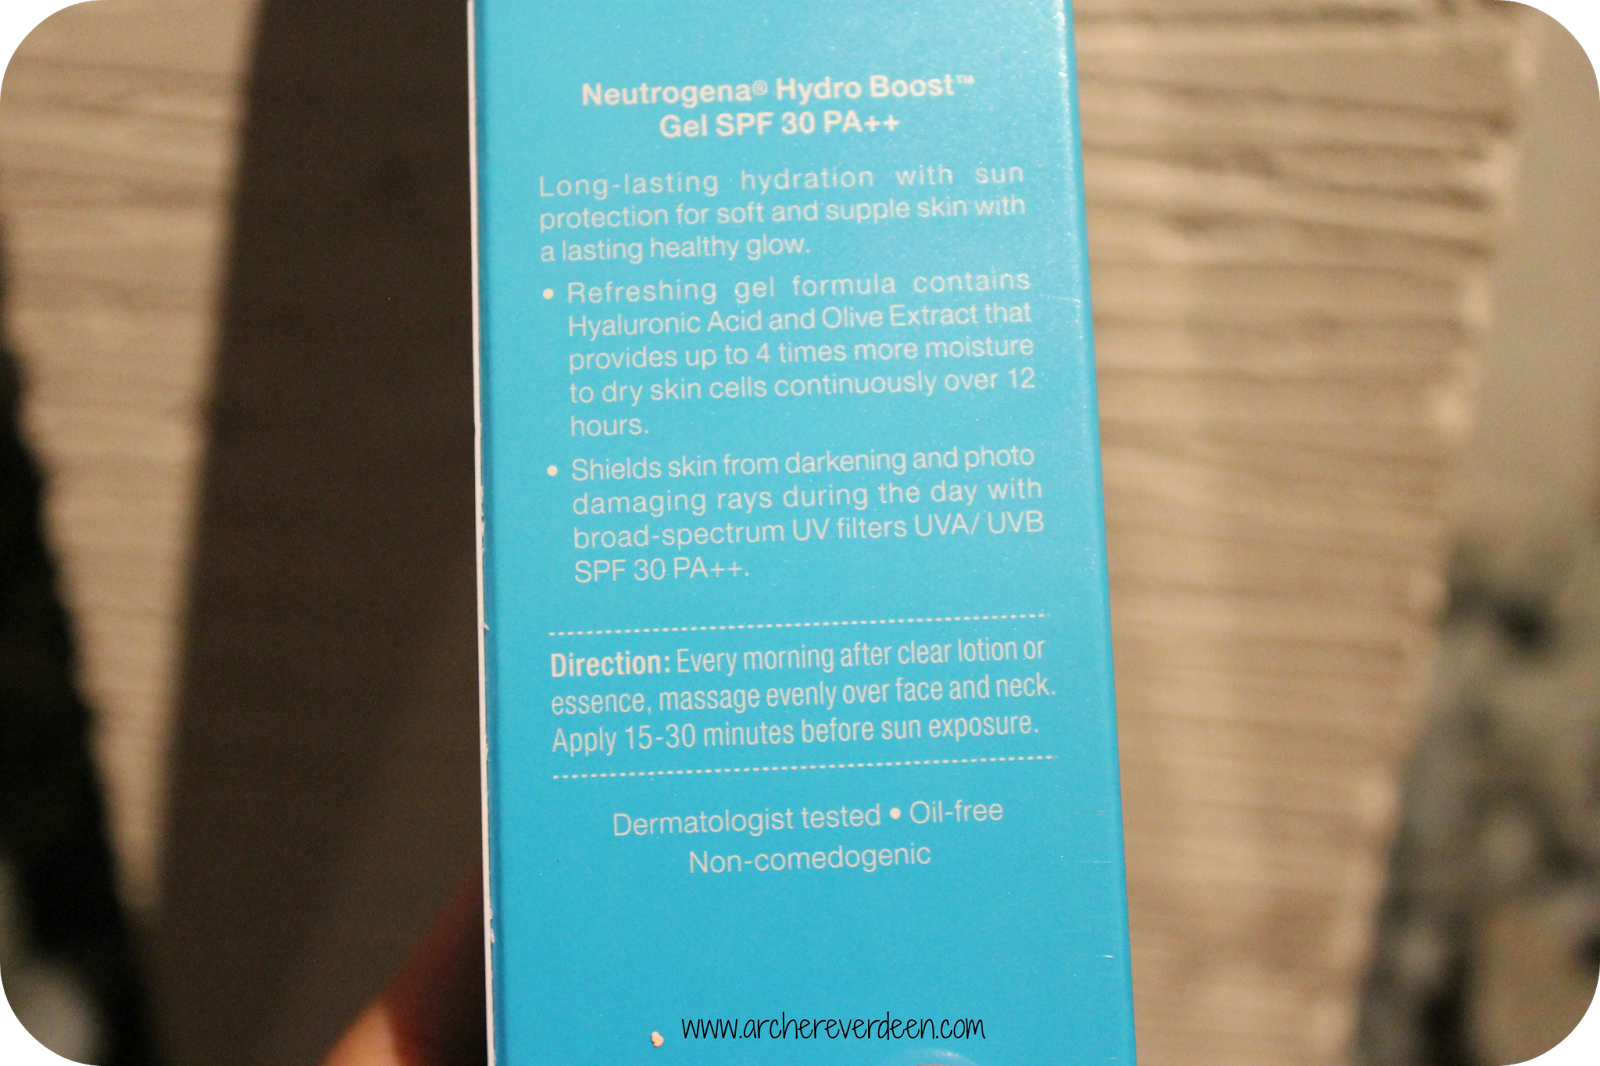 Neutrogena® Hydro Boost™
Gel SPF 30 PA++
Long-lasting hydration with sun
protection for soft and supple skin with
a lasting healthy glow.
• Refreshing gel formula contains
Hyaluronic Acid and Olive Extract that
provides up to 4 times more moisture
to dry skin cells continuously over 12
hours.
• Shields skin from darkening and photo
damaging rays during the day with
broad-spectrum UV filters UVA/ UVB
SPF 30 PA++.
Direction: Every morning after clear lotion or
essence, massage evenly over face and neck.
Apply 15-30 minutes before sun exposure.
Dermatologist tested • Oil-free
Non-comedogenic
www.archereverdeen.com